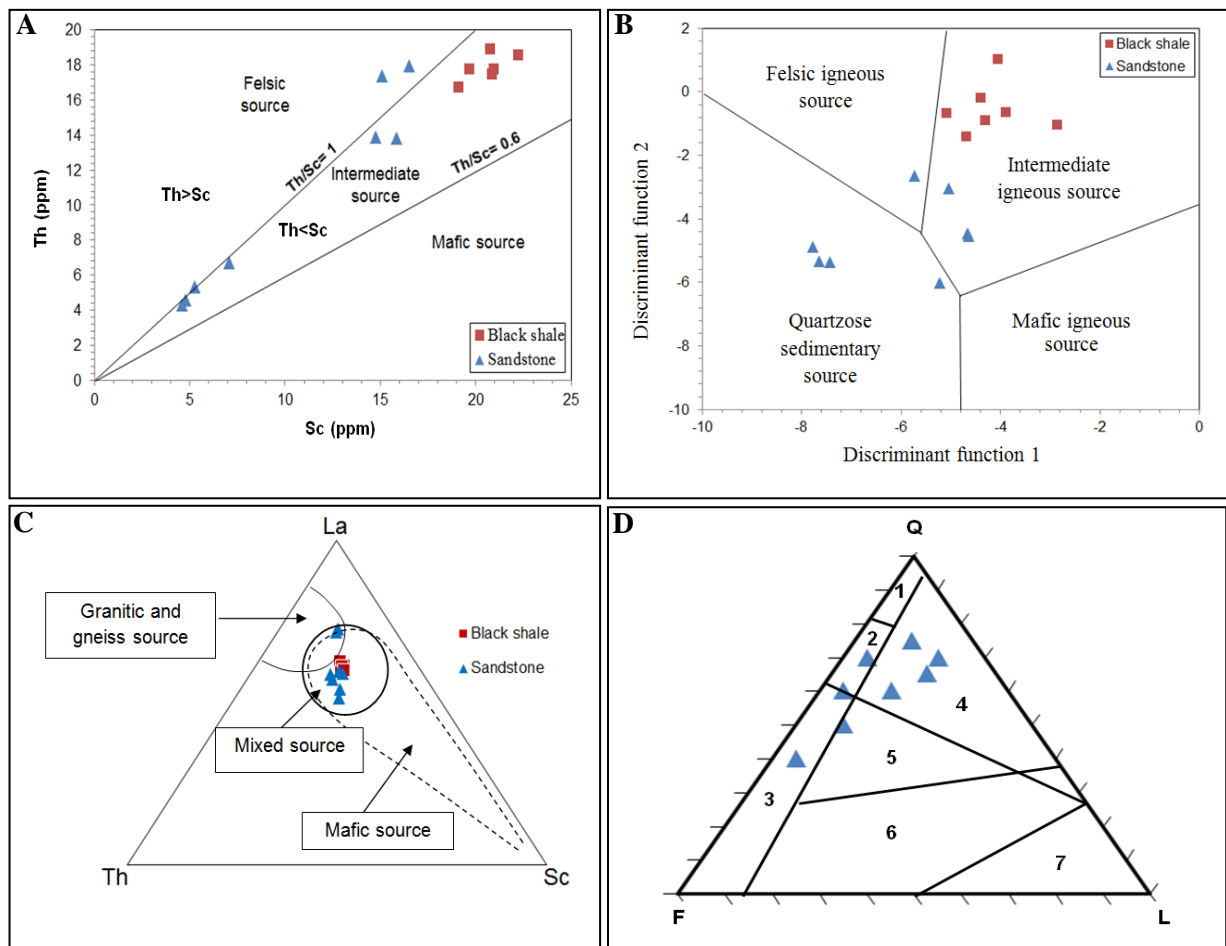 A
20
18
16
14
12
10
8
6
4
2
0
Th (ppm)
0
5
10
15
20
25
Sc (ppm)
Felsic
source
Th/Sc= 1
Th/Sc= 0.6
Intermediate
source
Th>Sc
Th<Sc
Mafic source
Black shale
Sandstone
B
2
0
-2
-4
-6
-8
-10
Discriminant function 2
-10
-8
-6
-4
-2
0
Discriminant function 1
Black shale
Sandstone
Felsic igneous
source
Intermediate
igneous source
Quartzose
sedimentary
source
Mafic igneous
source
C
La
Granitic and
gneiss source
Black shale
Sandstone
Mixed source
Mafic source
Th
Sc
D
Q
1
2
4
5
3
6
7
F
L